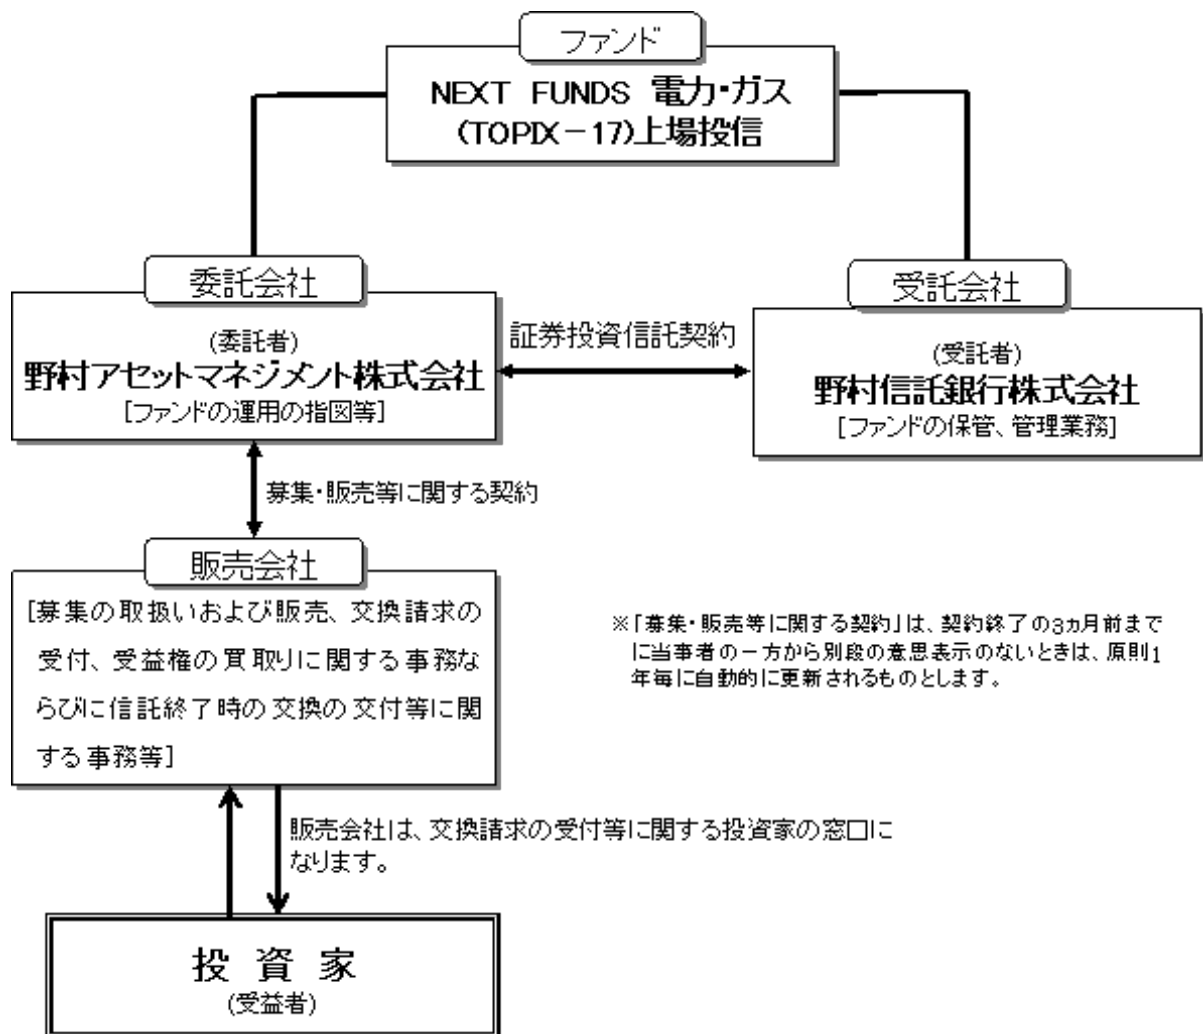 ファンド
NEXT FUNDS 電力・ガス
(TOPIX－17)上場投信
委託会社
(委託者)
野村アセットマネジメント株式会社
[ファンドの運用の指図等]
証券投資信託契約
受託会社
(受託者)
野村信託銀行株式会社
[ファンドの保管、管理業務]
募集・販売等に関する契約
販売会社
[募集の取扱いおよび販売、交換請求の
受付、受益権の買取りに関する事務な
らびに信託終了時の交換の交付等に関
する事務等]
※「募集・販売等に関する契約」は、契約終了の3ヵ月前まで
に当事者の一方から別段の意思表示のないときは、原則1
年毎に自動的に更新されるものとします。
販売会社は、交換請求の受付等に関する投資家の窓口に
なります。
投 資 家
(受益者)